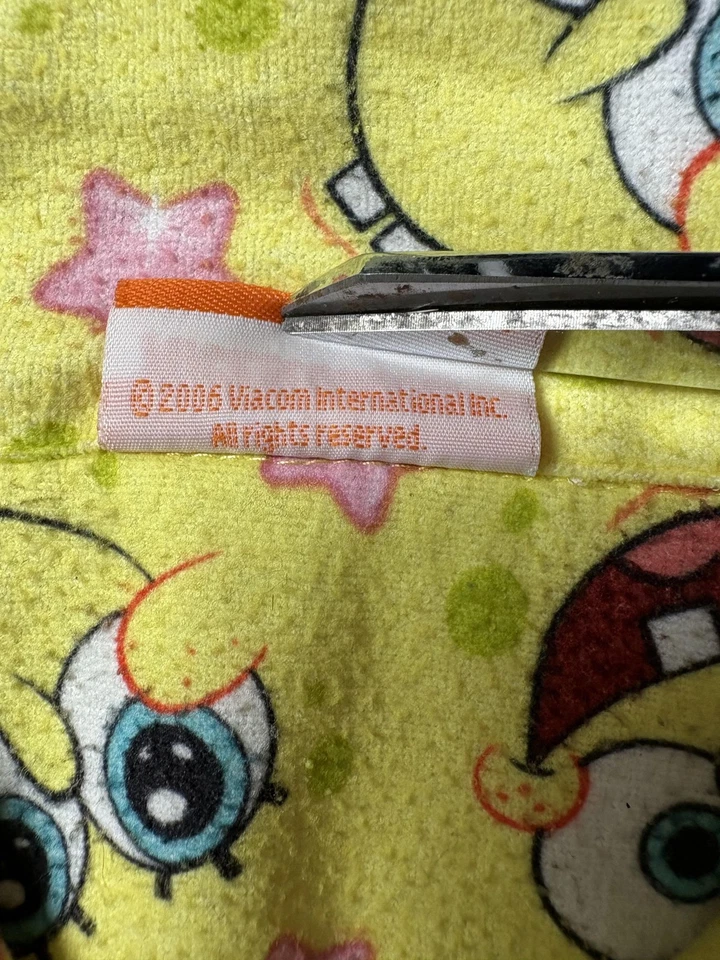 ©2006 Viacom International Inc.
All rights reserved.